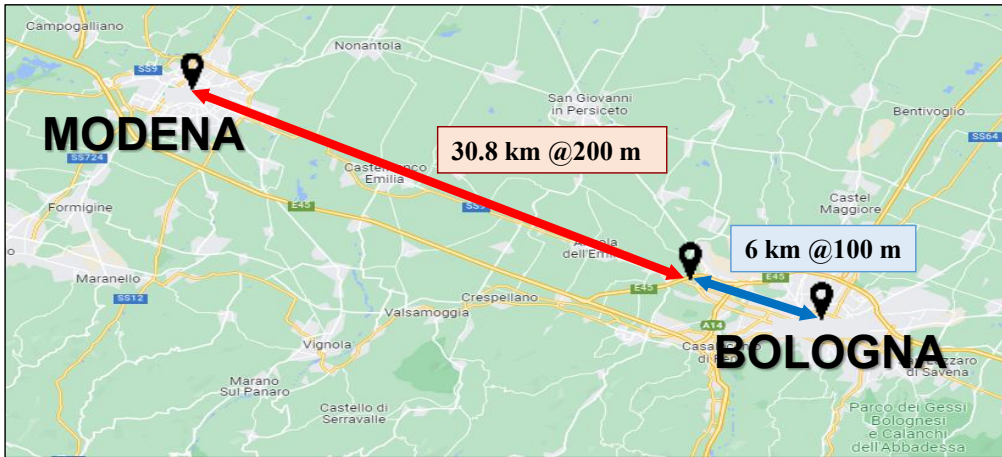 Campogalliano
Nonantola
SS9
San Giovanni
in Persiceto
Bentivoglio
MODENA
SS64
30.8 km @200 m
SS724
Castelfranco
Emilia
Castel
Maggiore
Formigine
E45
6 km @100 m
dell'Emilia
Maranello
E45
E45
SS12
Crespellano
Valsamoggia
A14
Vignola
BOLOGNA
di Savena
Marano
Sul Panaro
Castello di
Serravalle
Parco dei Gessi
Bolognesi
e Calanchi
dell'Abbadessa